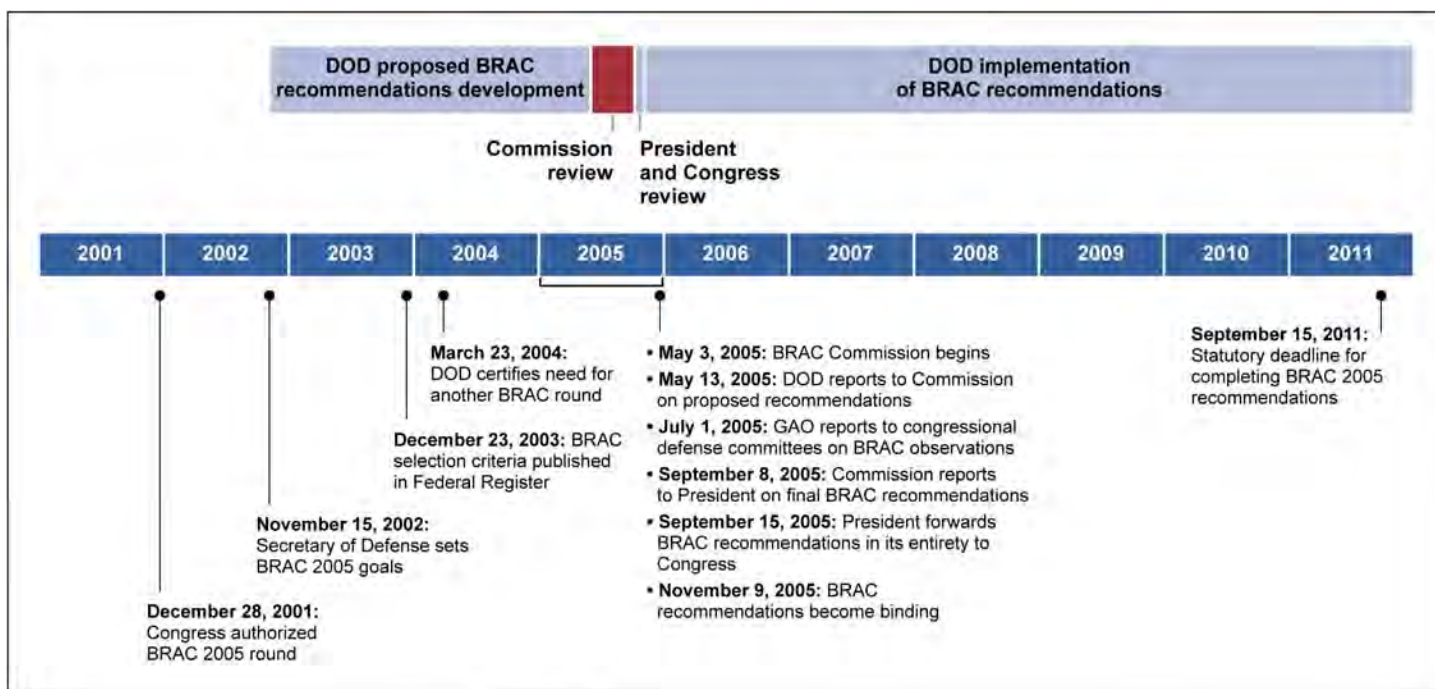 DOD proposed BRAC
recommendations development
DOD implementation
of BRAC recommendations
Commission
review
President
and Congress
review
2001
2002
2003
2004
2005
2006
2007
2008
2009
2010
2011
March 23, 2004:
DOD certifies need for
another BRAC round
December 23, 2003: BRAC
selection criteria published
in Federal Register
November 15, 2002:
Secretary of Defense sets
BRAC 2005 goals
December 28, 2001:
Congress authorized
BRAC 2005 round
• May 3, 2005: BRAC Commission begins
• May 13, 2005: DOD reports to Commission
on proposed recommendations
• July 1, 2005: GAO reports to congressional
defense committees on BRAC observations
• September 8, 2005: Commission reports
to President on final BRAC recommendations
• September 15, 2005: President forwards
BRAC recommendations in its entirety to
Congress
• November 9, 2005: BRAC
recommendations become binding
September 15, 2011:
Statutory deadline for
completing BRAC 2005
recommendations